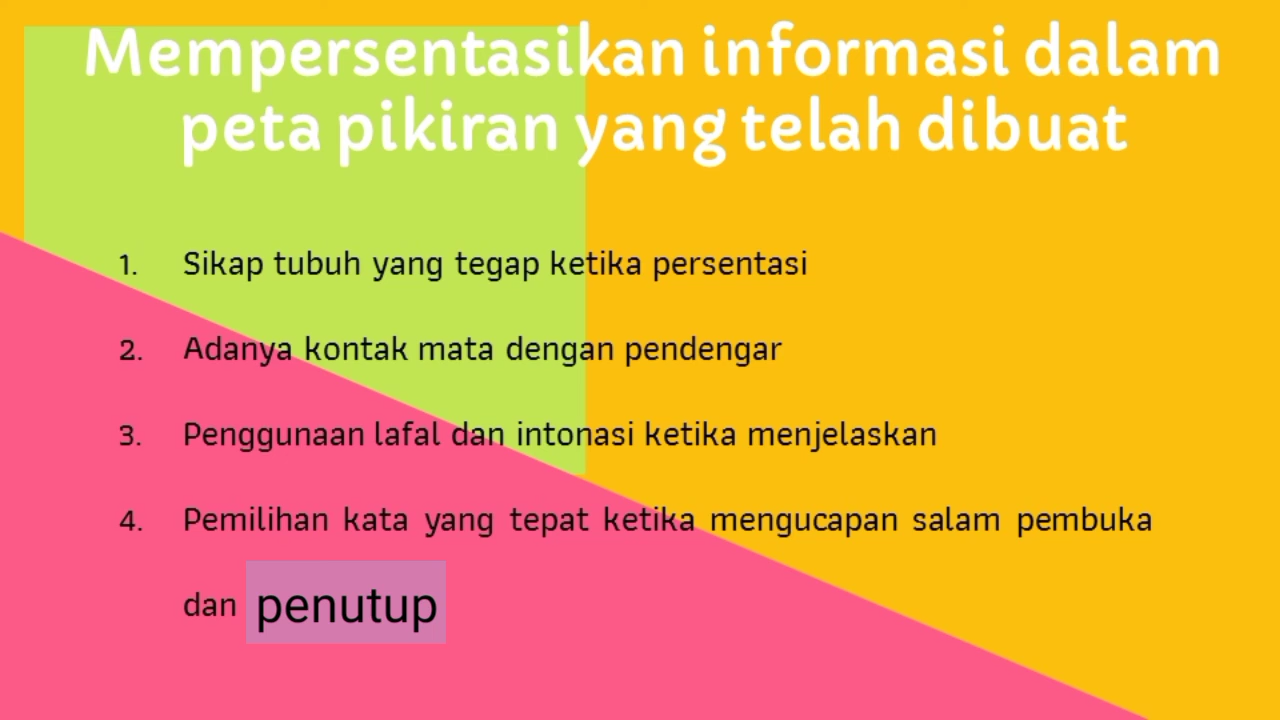 Mempersentasikan informasi dalam
peta pikiran yang telah dibuat
1. Sikap tubuh yang tegap ketika persentasi
2. Adanya kontak mata dengan pendengar
3. Penggunaan lafal dan intonasi ketika menjelaskan
4. Pemilihan kata yang tepat ketika mengucapan salam pembuka
dan penutup